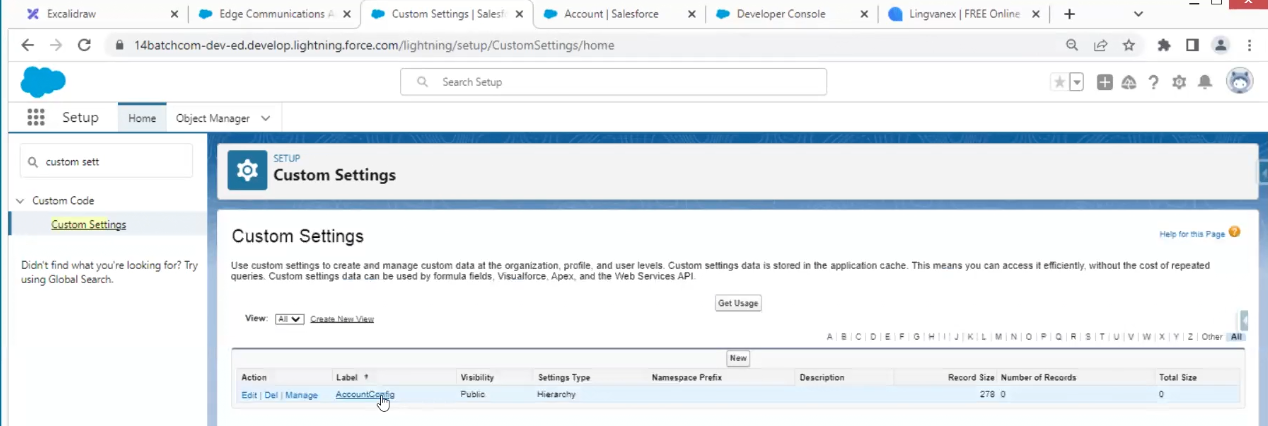 Excalidraw
Edge Communications A
Custom Settings | Salesf
Account | Salesforce
Developer Console
Lingvanex | FREE Online
14batchcom-dev-ed.develop.lightning.force.com/lightning/setup/CustomSettings/home
Search Setup
Setup
Home
Object Manager
custom sett
Custom Code
Custom Settings
Didn't find what you're looking for? Try
using Global Search.
SETUP
Custom Settings
Custom Settings
Help for this Page
Use custom settings to create and manage custom data at the organization, profile, and user levels. Custom settings data is stored in the application cache. This means you can access it efficiently, without the cost of repeated
queries. Custom settings data can be used by formula fields, Visualforce, Apex, and the Web Services API.
Get Usage
View: All Create New View
A | B | C | D | E | F | G | H | I | J | K | L | M | N | O | P | Q | R | S | T | U | V | W | X | Y | Z | Other All
New
Action Label Visibility Settings Type Namespace Prefix Description Record Size Number of Records Total Size
Edit | Del | Manage AccountConfig Public Hierarchy 278 0 0